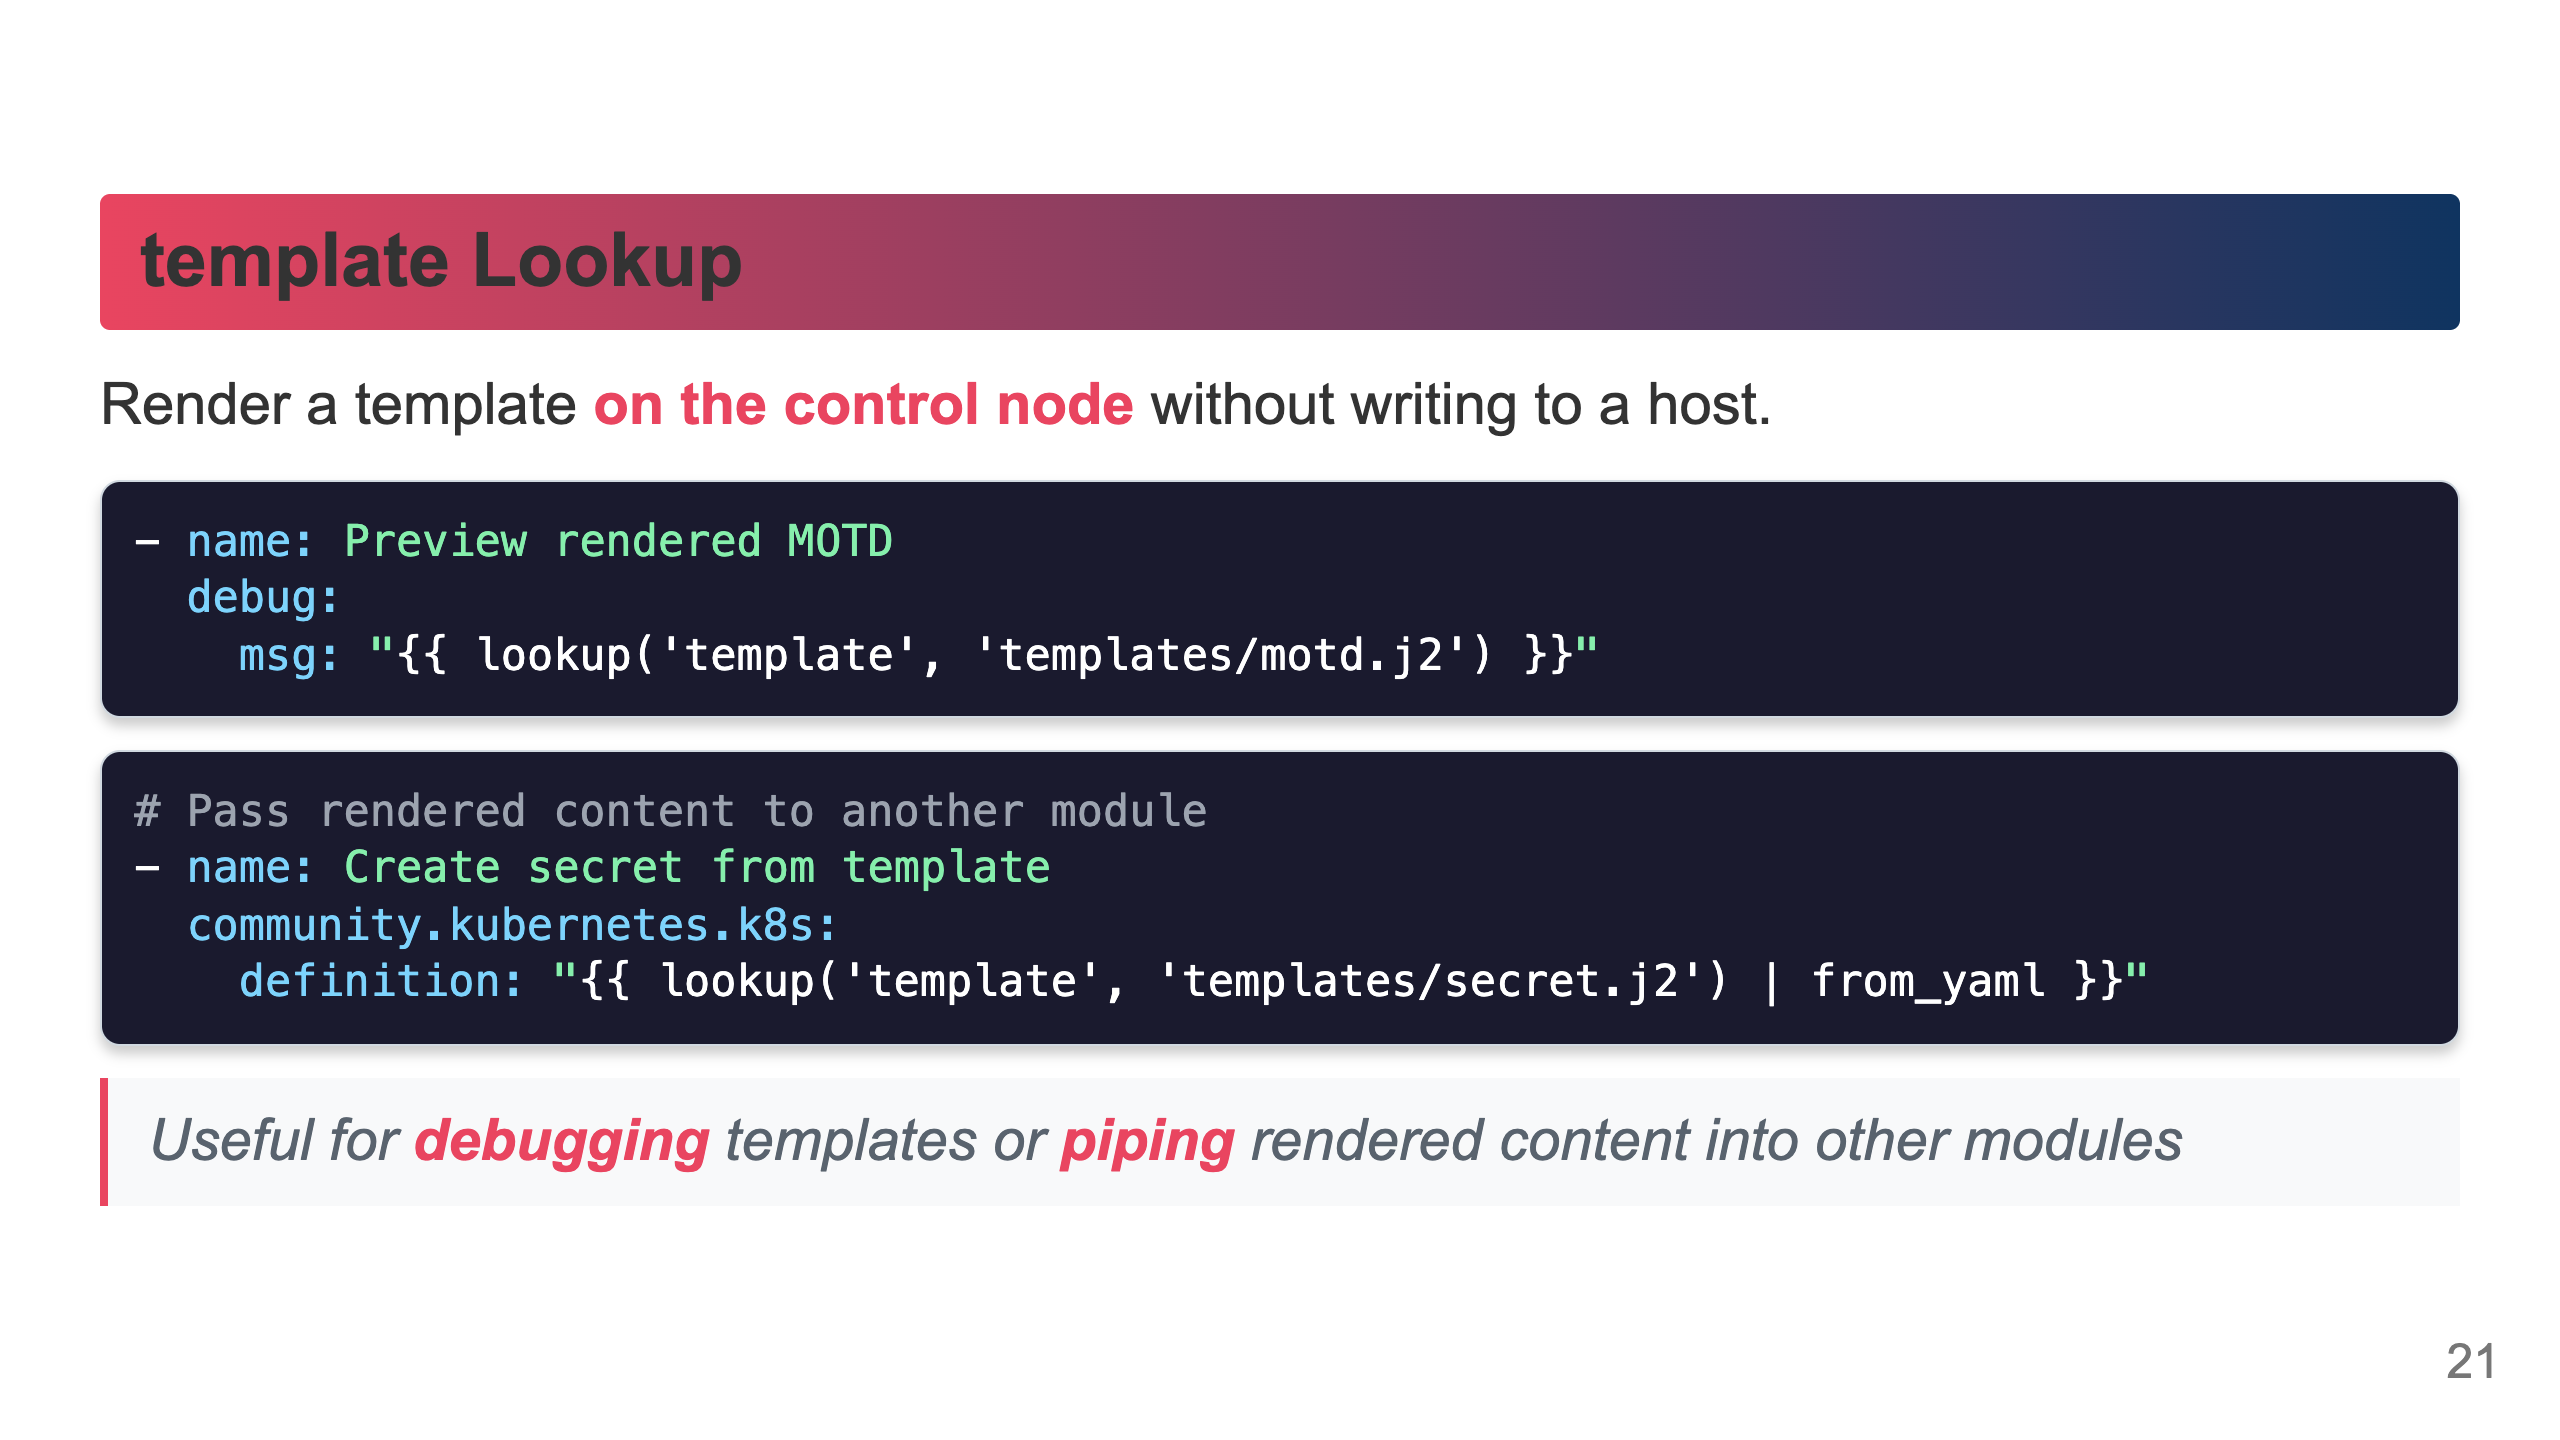 template Lookup
Render a template on the control node without writing to a host.
- name: Preview rendered MOTD
  debug:
    msg: "{{ lookup('template', 'templates/motd.j2') }}"
# Pass rendered content to another module
- name: Create secret from template
  community.kubernetes.k8s:
    definition: "{{ lookup('template', 'templates/secret.j2') | from_yaml }}"
Useful for debugging templates or piping rendered content into other modules
21